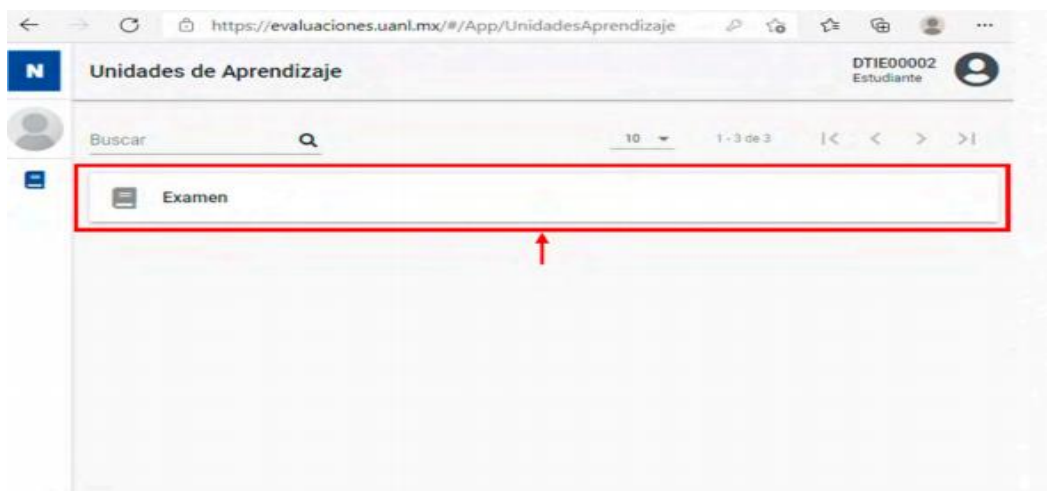 https://evaluaciones.uanl.mx/#/App/UnidadesAprendizaje
N
Unidades de Aprendizaje
DTIE00002
Estudiante
Buscar
10
1 - 3 de 3
Examen